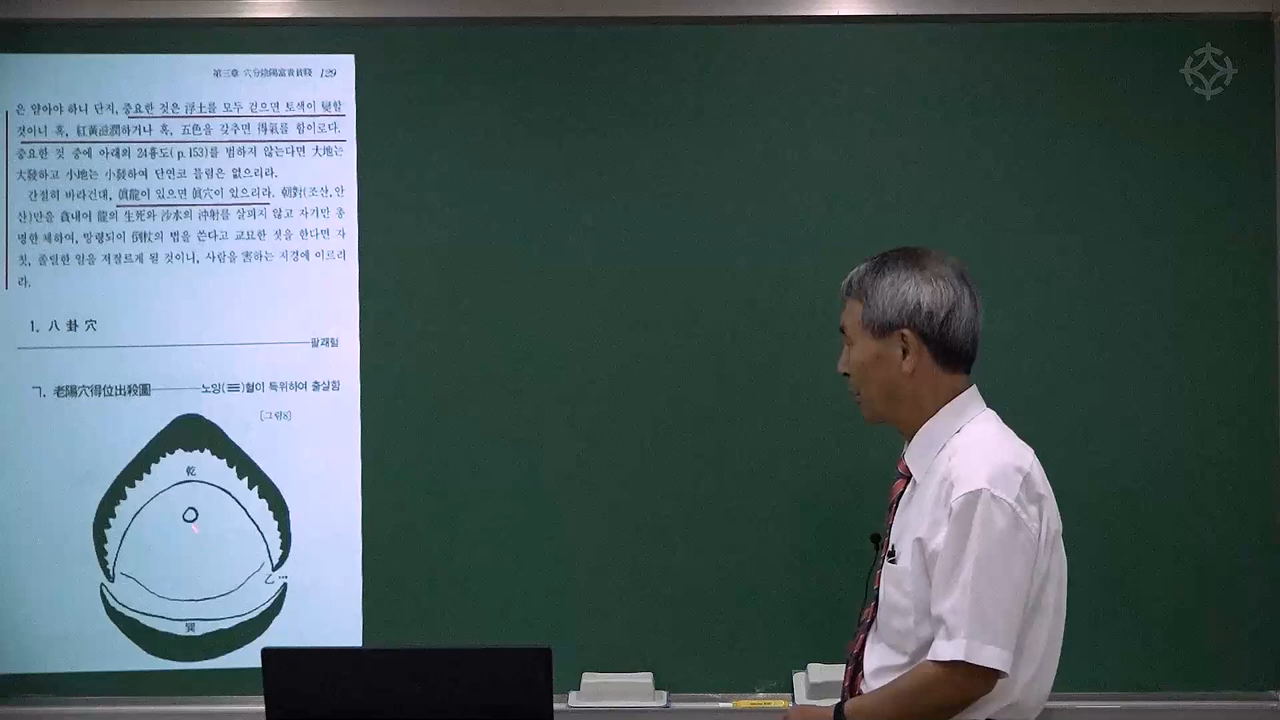 第三章 穴分陰陽富貴貧賤 129
은 얕아야 하니 단지, 중요한 것은 浮土를 모두 걷으면 토색이 變할
것이니 혹, 紅黃滋潤하거나 혹, 五色을 갖추면 得氣를 함이로다.
중요한 것 중에 아래의 24흉도(p.153)를 범하지 않는다면 大地는
大發하고 小地는 小發하여 단연코 틀림은 없으리라.
간절히 바라건대, 眞龍이 있으면 眞穴이 있으리라. 朝對(조산, 안
산)만을 貪내어 龍의 生死와 沙水의 沖射를 살피지 않고 자기만 총
명한 체하여, 망령되이 倒杖의 법을 쓴다고 교묘한 짓을 한다면 자
칫, 졸렬한 일을 저절르게 될 것이니, 사람을 害하는 지경에 이르리
라.
1. 八卦穴
팔괘혈
ㄱ. 老陽穴得位出殺圖 노양(☰)혈이 득위하여 출살함
[그림8]
乾
乙
巽